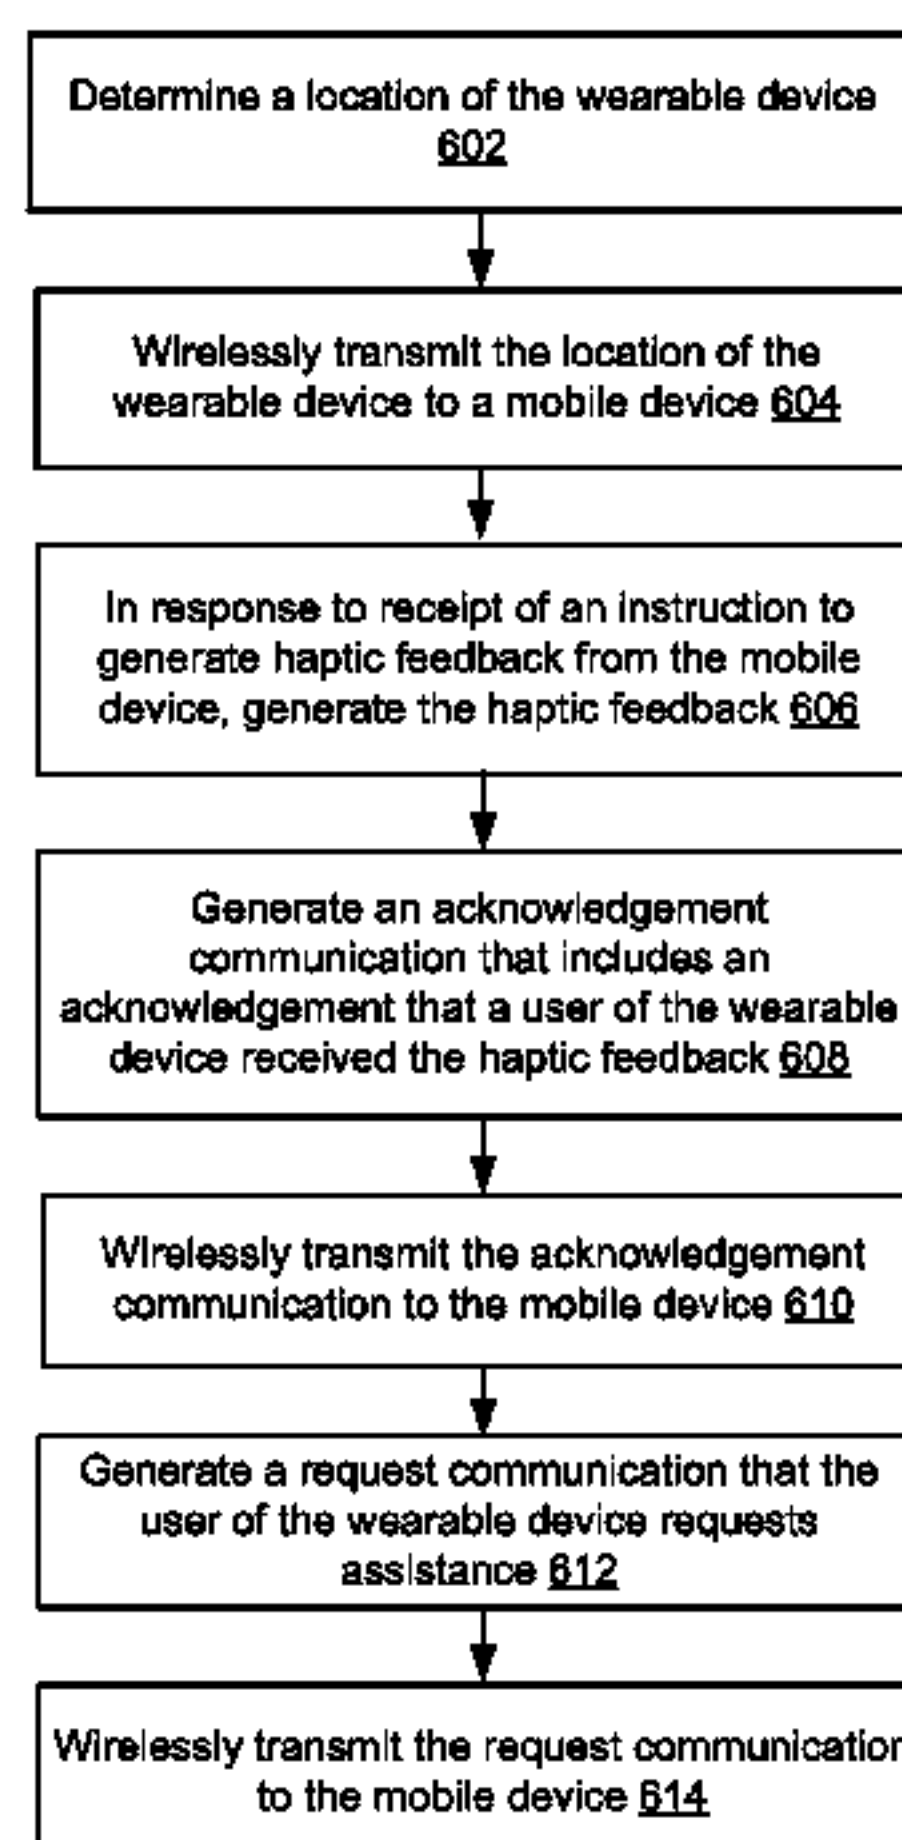 Determine a location of the wearable device
602
Wirelessly transmit the location of the
wearable device to a mobile device 604
In response to receipt of an instruction to
generate haptic feedback from the mobile
device, generate the haptic feedback 606
Generate an acknowledgement
communication that includes an
acknowledgement that a user of the wearable
device received the haptic feedback 608
Wirelessly transmit the acknowledgement
communication to the mobile device 610
Generate a request communication that the
user of the wearable device requests
assistance 612
Wirelessly transmit the request communication
to the mobile device 614